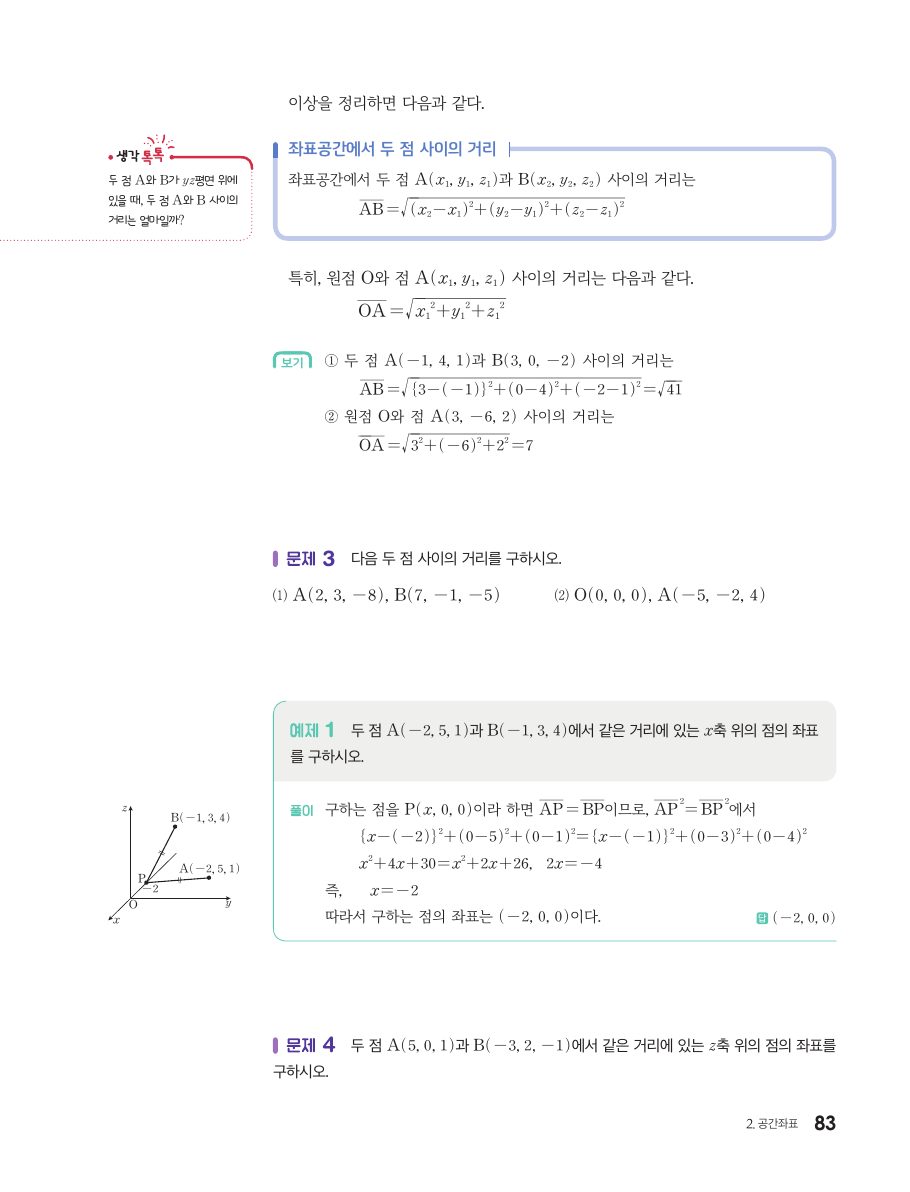 이상을 정리하면 다음과 같다.
생각 톡톡
두 점 A와 B가 yz평면 위에
있을 때, 두 점 A와 B 사이의
거리는 얼마일까?
좌표공간에서 두 점 사이의 거리
좌표공간에서 두 점 A(x₁, y₁, z₁)과 B(x₂, y₂, z₂) 사이의 거리는
A̅B̅=√(x₂−x₁)²+(y₂−y₁)²+(z₂−z₁)²
특히, 원점 O와 점 A(x₁, y₁, z₁) 사이의 거리는 다음과 같다.
O̅A̅=√x₁²+y₁²+z₁²
보기 ① 두 점 A(−1, 4, 1)과 B(3, 0, −2) 사이의 거리는
A̅B̅=√{3−(−1)}²+(0−4)²+(−2−1)²=√41
② 원점 O와 점 A(3, −6, 2) 사이의 거리는
O̅A̅=√3²+(−6)²+2²=7
문제 3 다음 두 점 사이의 거리를 구하시오.
⑴ A(2, 3, −8), B(7, −1, −5) ⑵ O(0, 0, 0), A(−5, −2, 4)
예제 1 두 점 A(−2, 5, 1)과 B(−1, 3, 4)에서 같은 거리에 있는 x축 위의 점의 좌표
를 구하시오.
풀이 구하는 점을 P(x, 0, 0)이라 하면 A̅P̅=B̅P̅이므로, A̅P̅²=B̅P̅²에서
{x−(−2)}²+(0−5)²+(0−1)²={x−(−1)}²+(0−3)²+(0−4)²
x²+4x+30=x²+2x+26, 2x=−4
즉, x=−2
따라서 구하는 점의 좌표는 (−2, 0, 0)이다. 답 (−2, 0, 0)
z
B(−1, 3, 4)
A(−2, 5, 1)
P
−2
O
y
x
문제 4 두 점 A(5, 0, 1)과 B(−3, 2, −1)에서 같은 거리에 있는 z축 위의 점의 좌표를
구하시오.
2. 공간좌표 83